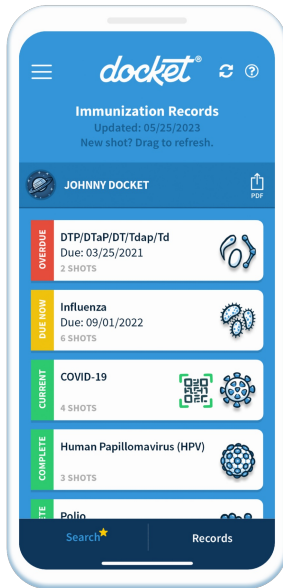 docket®
Immunization Records
Updated: 05/25/2023
New shot? Drag to refresh.
JOHNNY DOCKET
PDF
OVERDUE
DTP/DTaP/DT/Tdap/Td
Due: 03/25/2021
2 SHOTS
DUE NOW
Influenza
Due: 09/01/2022
6 SHOTS
CURRENT
COVID-19
4 SHOTS
COMPLETE
Human Papillomavirus (HPV)
3 SHOTS
Polio
Search
Records